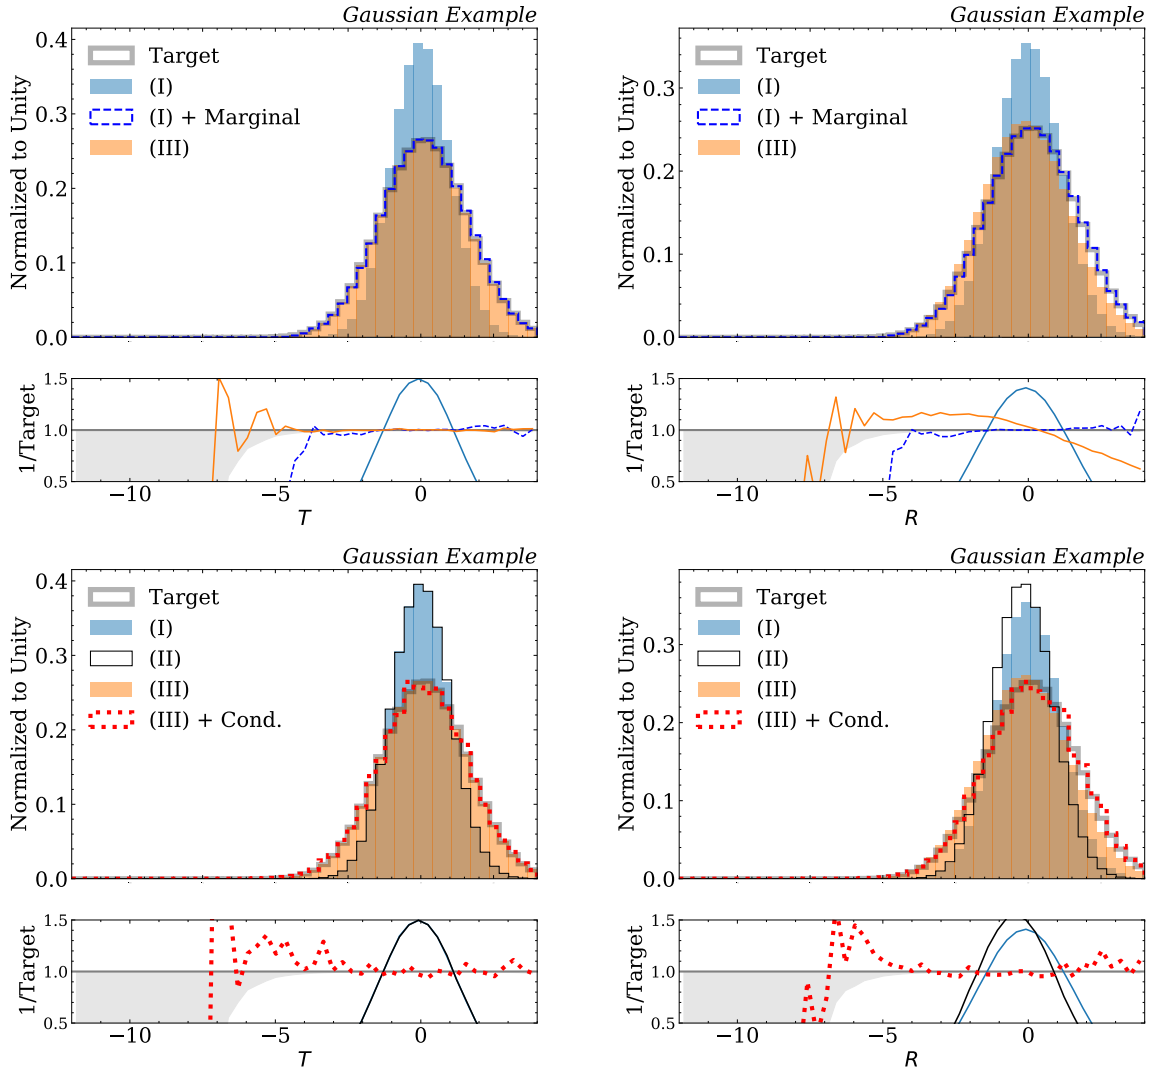 Gaussian Example
Normalized to Unity
0.4
0.3
0.2
0.1
0.0
Target
(I)
(I) + Marginal
(III)
1/Target
1.5
1.0
0.5
−10
−5
0
T
Gaussian Example
Normalized to Unity
0.3
0.2
0.1
0.0
Target
(I)
(I) + Marginal
(III)
1/Target
1.5
1.0
0.5
−10
−5
0
R
Gaussian Example
Normalized to Unity
0.4
0.3
0.2
0.1
0.0
Target
(I)
(II)
(III)
(III) + Cond.
1/Target
1.5
1.0
0.5
−10
−5
0
T
Gaussian Example
Normalized to Unity
0.3
0.2
0.1
0.0
Target
(I)
(II)
(III)
(III) + Cond.
1/Target
1.5
1.0
0.5
−10
−5
0
R